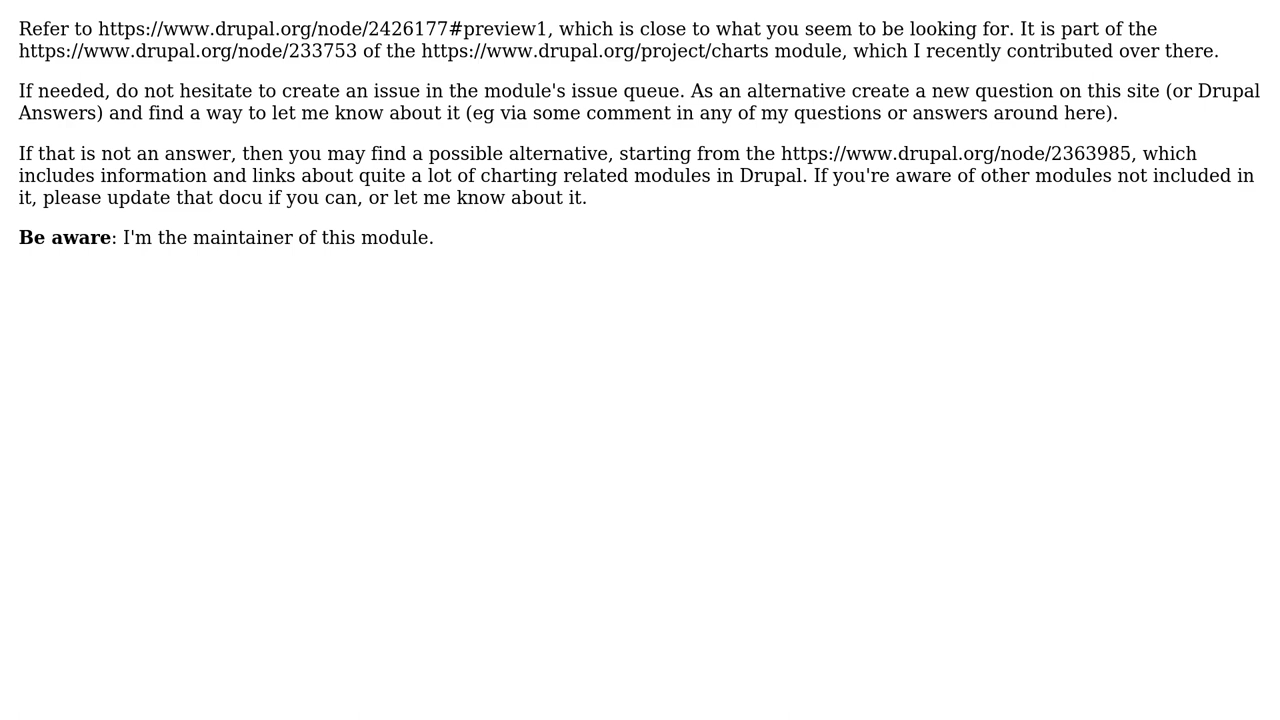 Refer to https://www.drupal.org/node/2426177#preview1, which is close to what you seem to be looking for. It is part of the
https://www.drupal.org/node/233753 of the https://www.drupal.org/project/charts module, which I recently contributed over there.
If needed, do not hesitate to create an issue in the module's issue queue. As an alternative create a new question on this site (or Drupal
Answers) and find a way to let me know about it (eg via some comment in any of my questions or answers around here).
If that is not an answer, then you may find a possible alternative, starting from the https://www.drupal.org/node/2363985, which
includes information and links about quite a lot of charting related modules in Drupal. If you're aware of other modules not included in
it, please update that docu if you can, or let me know about it.
Be aware: I'm the maintainer of this module.